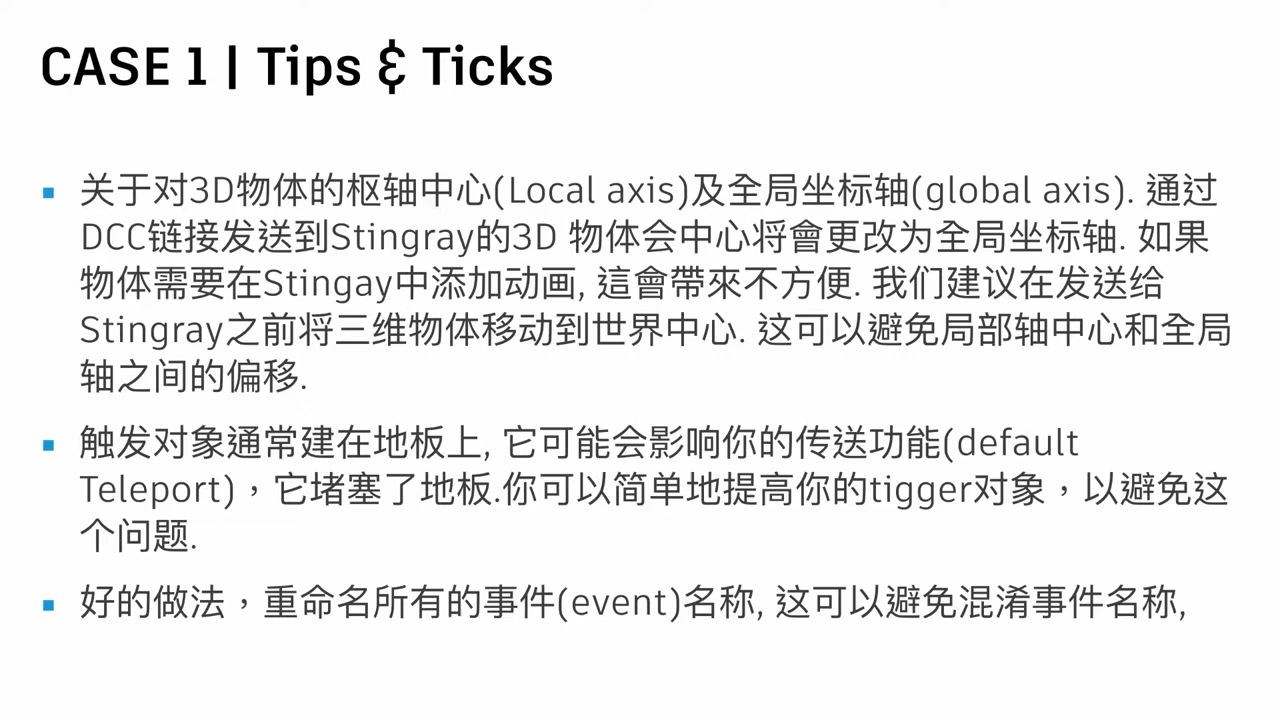 CASE 1 | Tips & Ticks
关于对3D物体的枢轴中心(Local axis)及全局坐标轴(global axis). 通过
DCC链接发送到Stingray的3D 物体会中心将會更改为全局坐标轴. 如果
物体需要在Stingay中添加动画, 這會帶來不方便. 我们建议在发送给
Stingray之前将三维物体移动到世界中心. 这可以避免局部轴中心和全局
轴之间的偏移.
触发对象通常建在地板上, 它可能会影响你的传送功能(default
Teleport)，它堵塞了地板.你可以简单地提高你的tigger对象，以避免这
个问题.
好的做法，重命名所有的事件(event)名称, 这可以避免混淆事件名称,